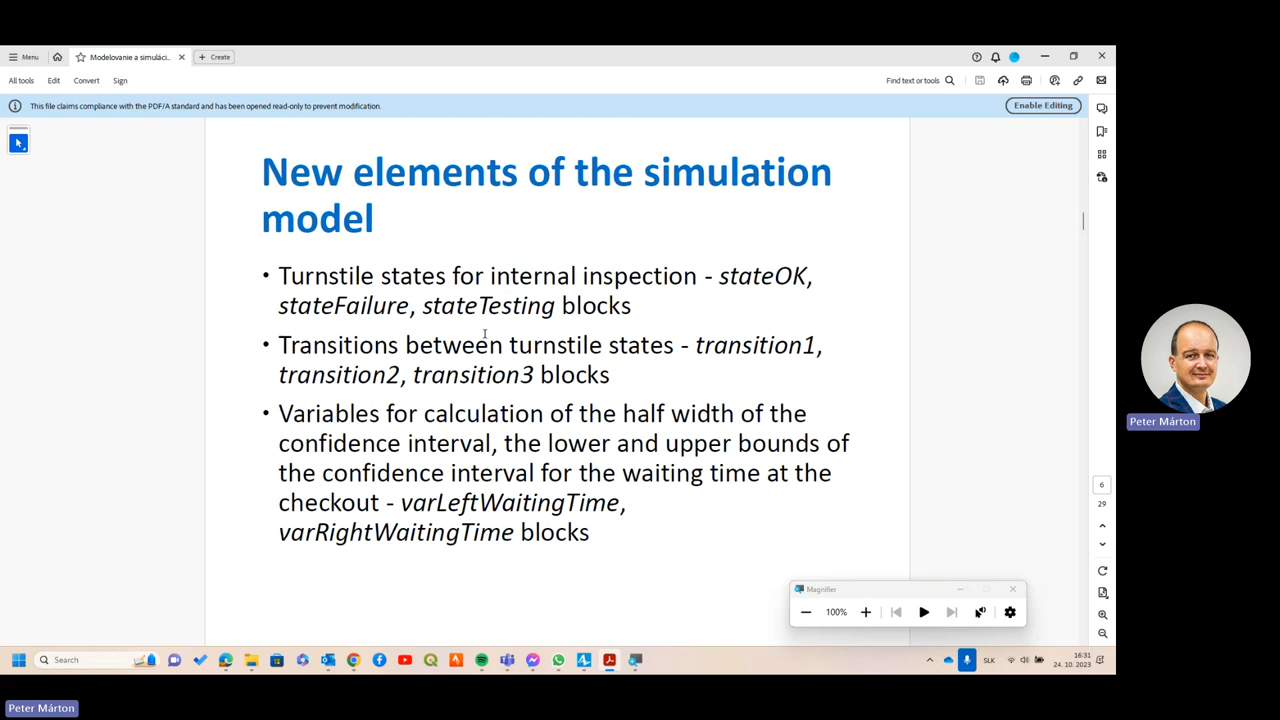 Menu
Modelovanie a simuláci...
Create
All tools
Edit
Convert
Sign
Find text or tools
This file claims compliance with the PDF/A standard and has been opened read-only to prevent modification.
Enable Editing
New elements of the simulation
model
• Turnstile states for internal inspection - stateOK,
stateFailure, stateTesting blocks
• Transitions between turnstile states - transition1,
transition2, transition3 blocks
• Variables for calculation of the half width of the
confidence interval, the lower and upper bounds of
the confidence interval for the waiting time at the
checkout - varLeftWaitingTime,
varRightWaitingTime blocks
Peter Márton
6
29
Magnifier
100%
Search
SLK
16:31
24. 10. 2023
Peter Márton